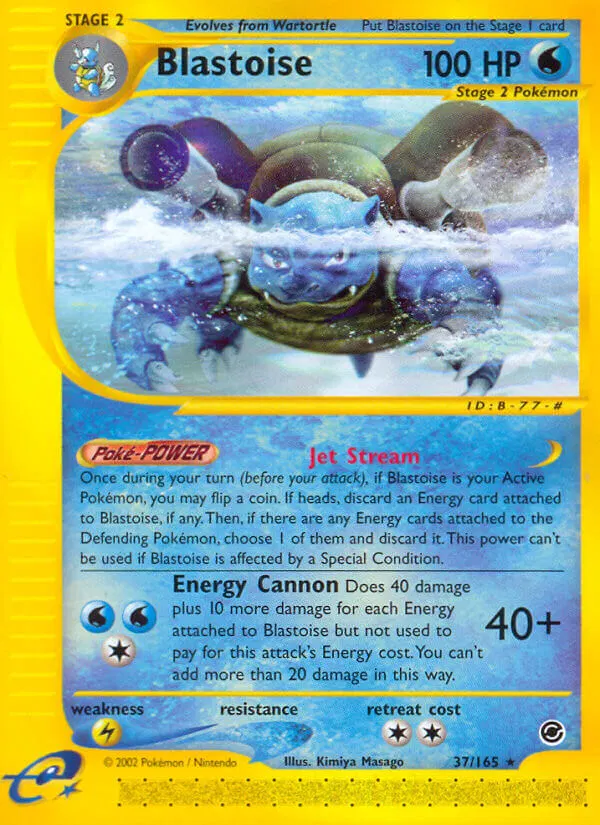 STAGE 2
Evolves from Wartortle Put Blastoise on the Stage 1 card
Blastoise 100 HP
Stage 2 Pokémon
ID:B-77-#
Poké-POWER Jet Stream
Once during your turn (before your attack), if Blastoise is your Active
Pokémon, you may flip a coin. If heads, discard an Energy card attached
to Blastoise, if any. Then, if there are any Energy cards attached to the
Defending Pokémon, choose 1 of them and discard it. This power can't
be used if Blastoise is affected by a Special Condition.
Energy Cannon Does 40 damage
plus 10 more damage for each Energy
attached to Blastoise but not used to
pay for this attack's Energy cost. You can't
add more than 20 damage in this way.
40+
weakness resistance retreat cost
© 2002 Pokémon / Nintendo Illus. Kimiya Masago 37/165 ★
e